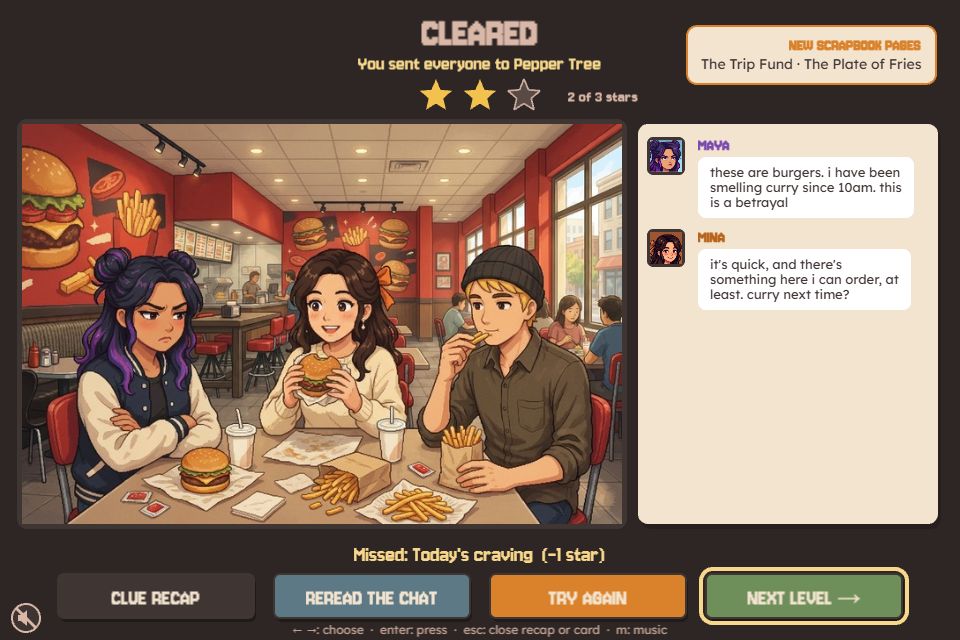 CLEARED
You sent everyone to Pepper Tree
2 of 3 stars
NEW SCRAPBOOK PAGES
The Trip Fund · The Plate of Fries
MAYA
these are burgers. i have been
smelling curry since 10am. this
is a betrayal
MINA
it's quick, and there's
something here i can order, at
least. curry next time?
Missed: Today's craving (-1 star)
CLUE RECAP
REREAD THE CHAT
TRY AGAIN
NEXT LEVEL →
← →: choose · enter: press · esc: close recap or card · m: music